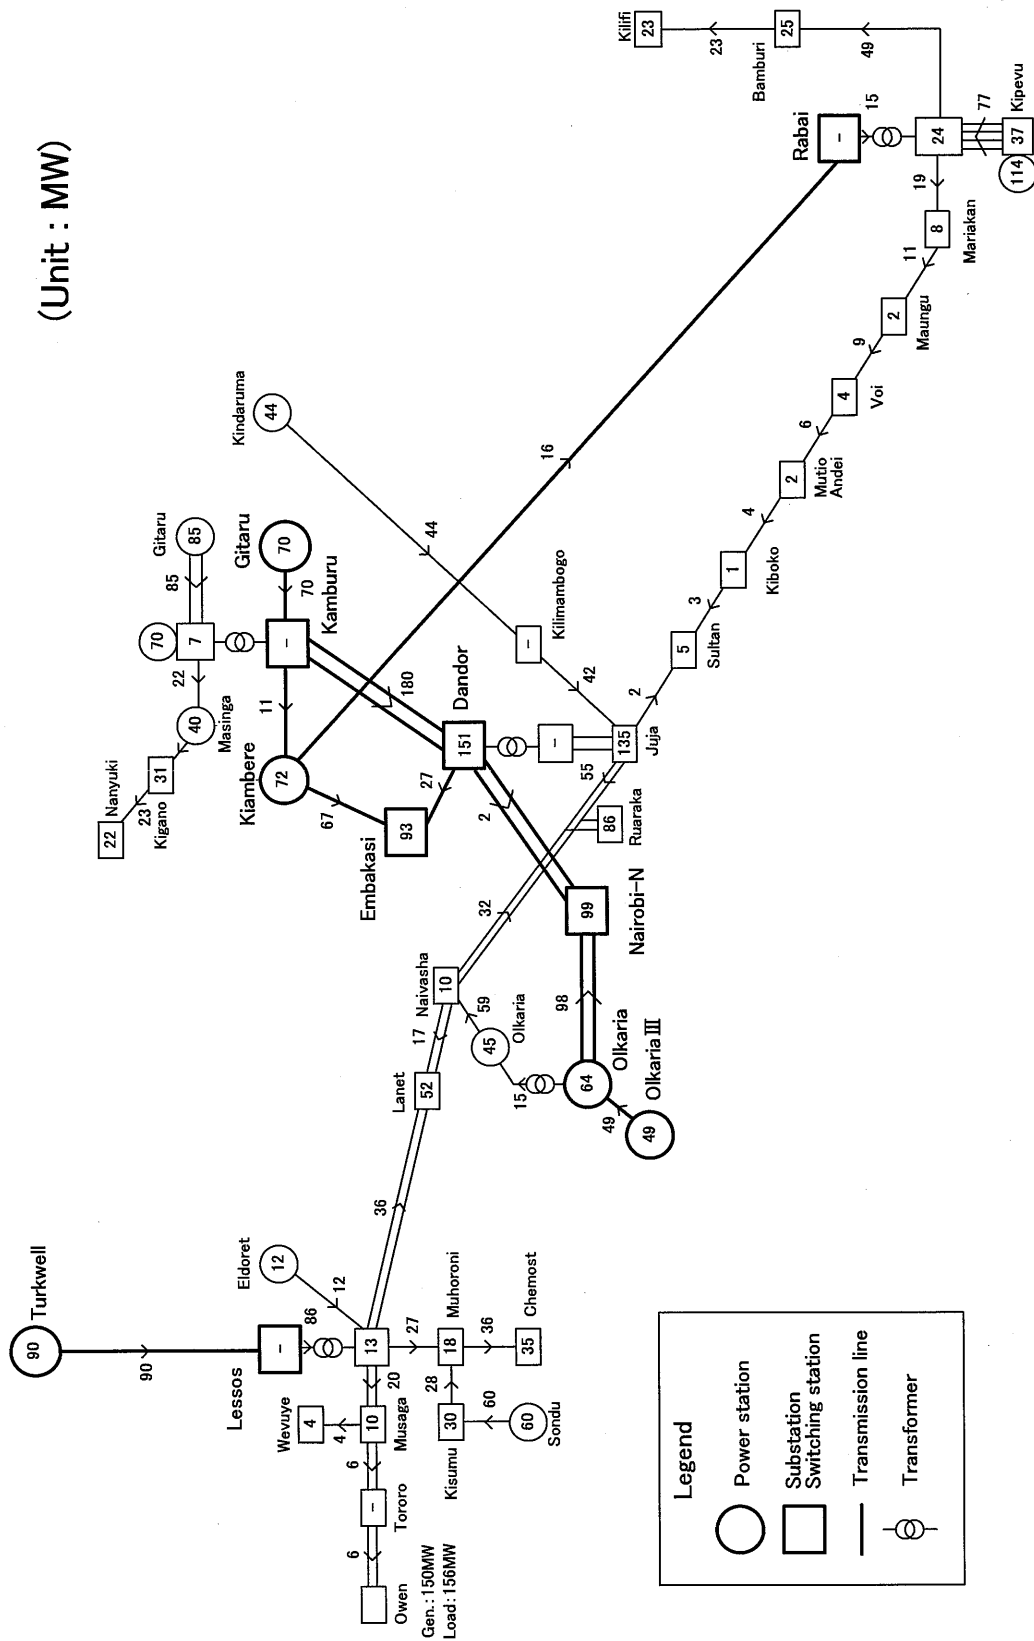 (Unit : MW)
90
Turkwell
90
Lessos
-
86
Eldoret
12
12
13
36
Wevuye
4
4
20
27
10
Musaga
6
-
Tororo
6
Owen
Gen.: 150MW
Load: 156MW
18
Muhoroni
36
35
Chemost
28
30
Kisumu
60
60
Sondu
Lanet
52
17
Naivasha
10
59
45
Olkaria
15
64
Olkaria
49
49
Olkaria III
98
99
Nairobi-N
32
2
55
86
Ruaraka
22
Nanyuki
23
31
Kigano
40
Masinga
22
70
7
85
Gitaru
85
Gitaru
70
70
-
Kamburu
11
Kiambere
72
67
Embakasi
93
27
180
Dandor
151
-
135
Juja
Kindaruma
44
44
-
Kilimambogo
42
16
2
5
Sultan
3
1
Kiboko
4
2
Mutio
Andei
6
4
Voi
9
2
Maungu
11
8
Mariakan
19
Rabai
-
15
24
77
37
Kipevu
114
49
25
Bamburi
23
Kilifi
23
Legend
Power station
Substation
Switching station
Transmission line
Transformer